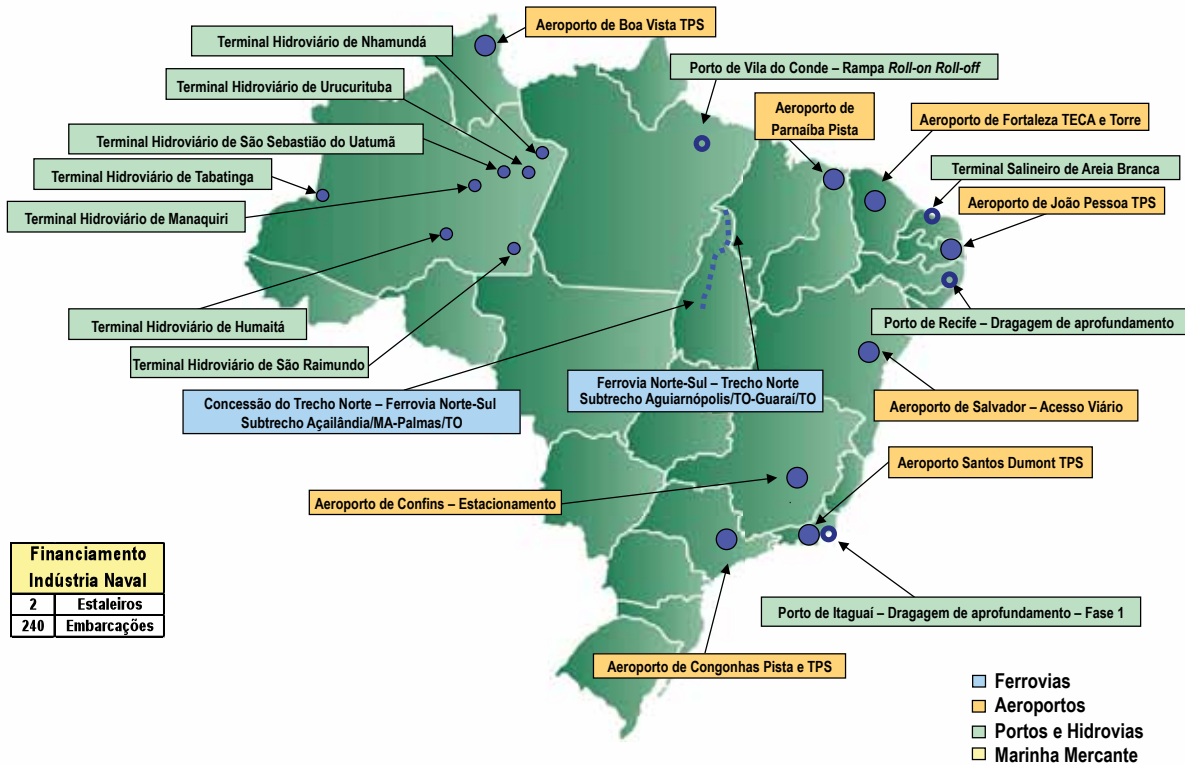 Aeroporto de Boa Vista TPS
Terminal Hidroviário de Nhamundá
Porto de Vila do Conde – Rampa Roll-on Roll-off
Terminal Hidroviário de Urucurituba
Aeroporto de
Parnaíba Pista
Aeroporto de Fortaleza TECA e Torre
Terminal Hidroviário de São Sebastião do Uatumã
Terminal Salineiro de Areia Branca
Terminal Hidroviário de Tabatinga
Aeroporto de João Pessoa TPS
Terminal Hidroviário de Manaquiri
Terminal Hidroviário de Humaitá
Porto de Recife – Dragagem de aprofundamento
Terminal Hidroviário de São Raimundo
Concessão do Trecho Norte – Ferrovia Norte-Sul
Subtrecho Açailândia/MA-Palmas/TO
Ferrovia Norte-Sul – Trecho Norte
Subtrecho Aguiarnópolis/TO-Guaraí/TO
Aeroporto de Salvador – Acesso Viário
Aeroporto Santos Dumont TPS
Aeroporto de Confins – Estacionamento
Financiamento
Indústria Naval
2 Estaleiros
240 Embarcações
Porto de Itaguaí – Dragagem de aprofundamento – Fase 1
Aeroporto de Congonhas Pista e TPS
Ferrovias
Aeroportos
Portos e Hidrovias
Marinha Mercante